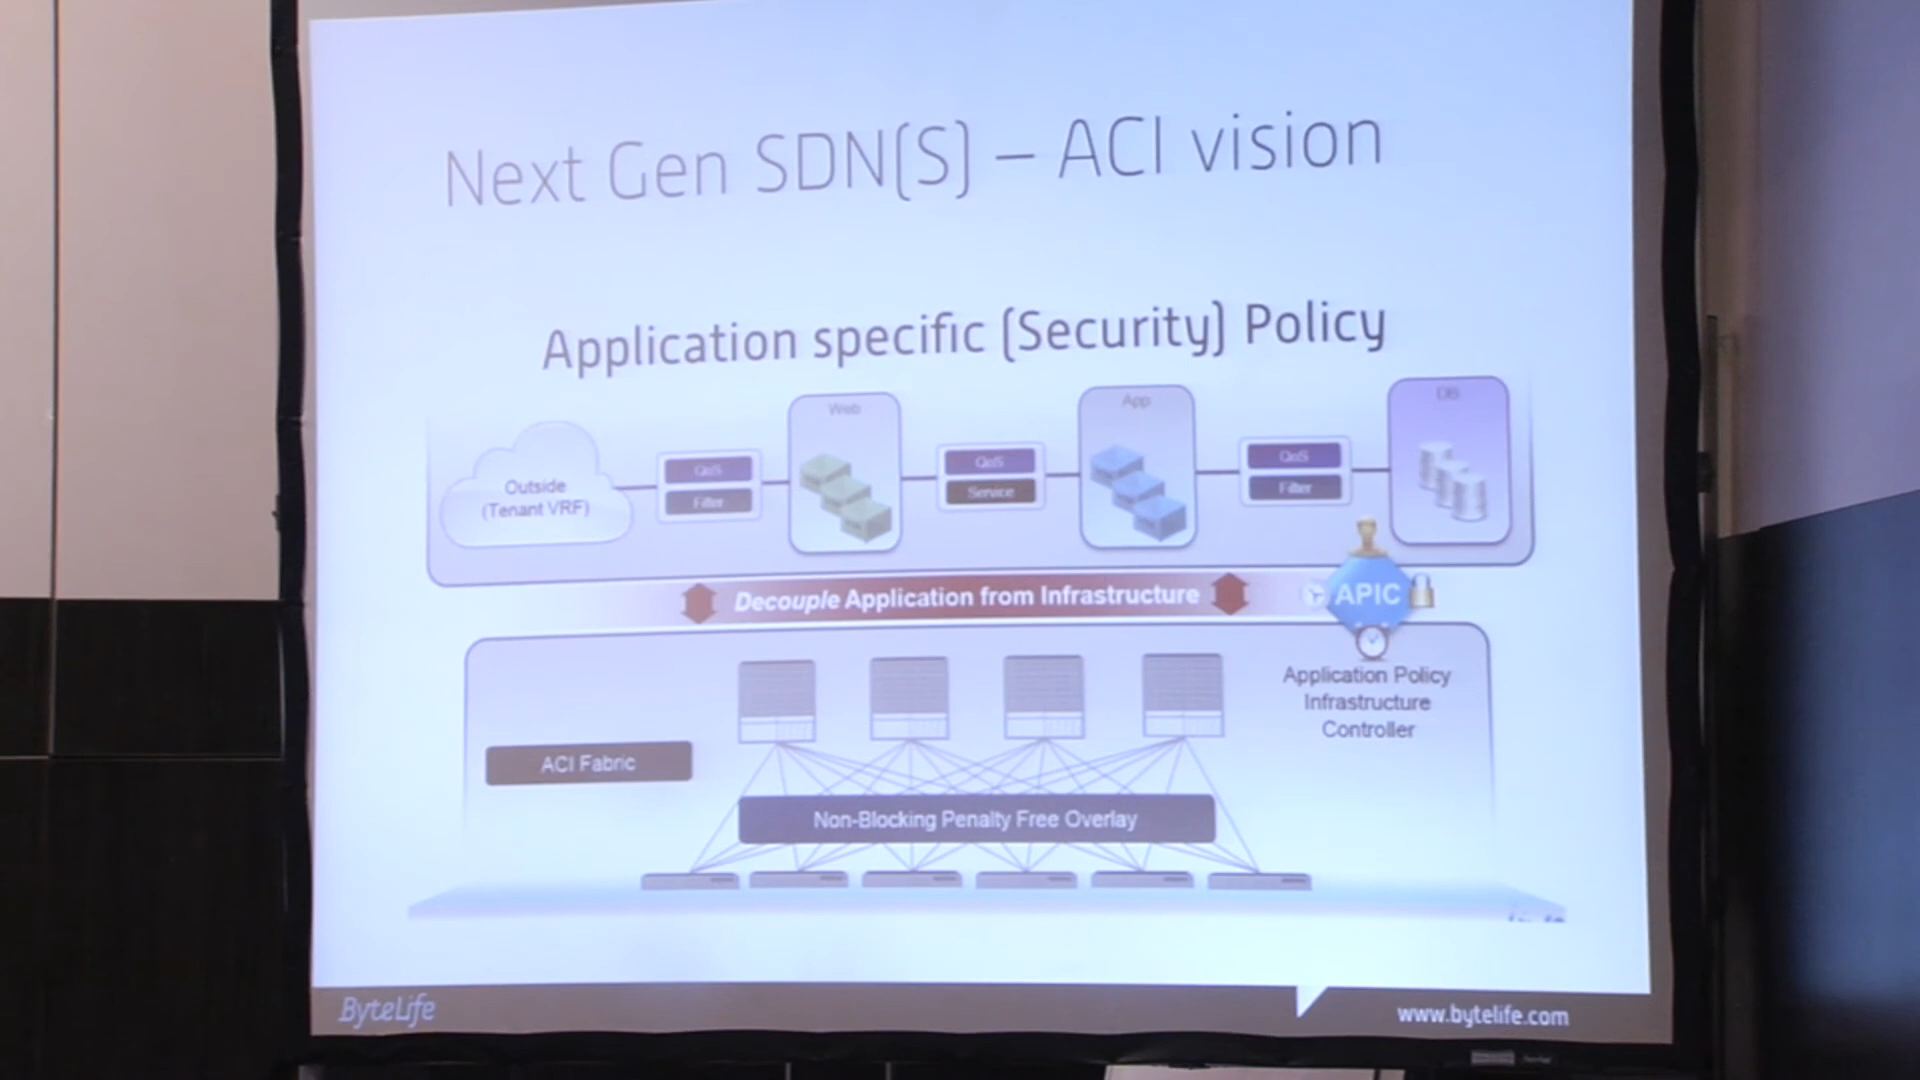 Next Gen SDN(S) – ACI vision
Application specific (Security) Policy
Web
App
DB
Outside
(Tenant VRF)
QoS
Filter
QoS
Service
QoS
Filter
Decouple Application from Infrastructure
APIC
Application Policy
Infrastructure
Controller
ACI Fabric
Non-Blocking Penalty Free Overlay
ByteLife
www.bytelife.com